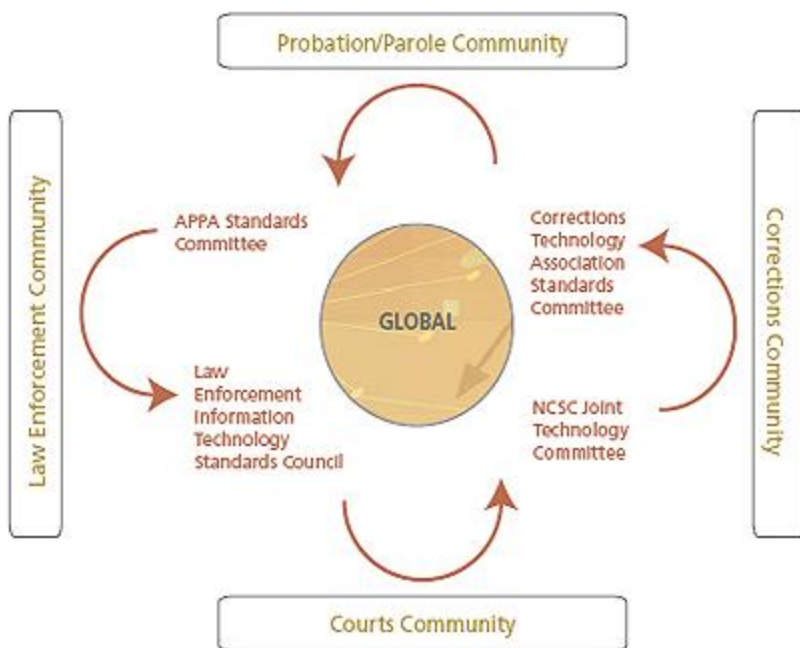 Probation/Parole Community
Law Enforcement Community
APPA Standards
Committee
Corrections
Technology
Association
Standards
Committee
Corrections Community
GLOBAL
Law
Enforcement
Information
Technology
Standards Council
NCSC Joint
Technology
Committee
Courts Community